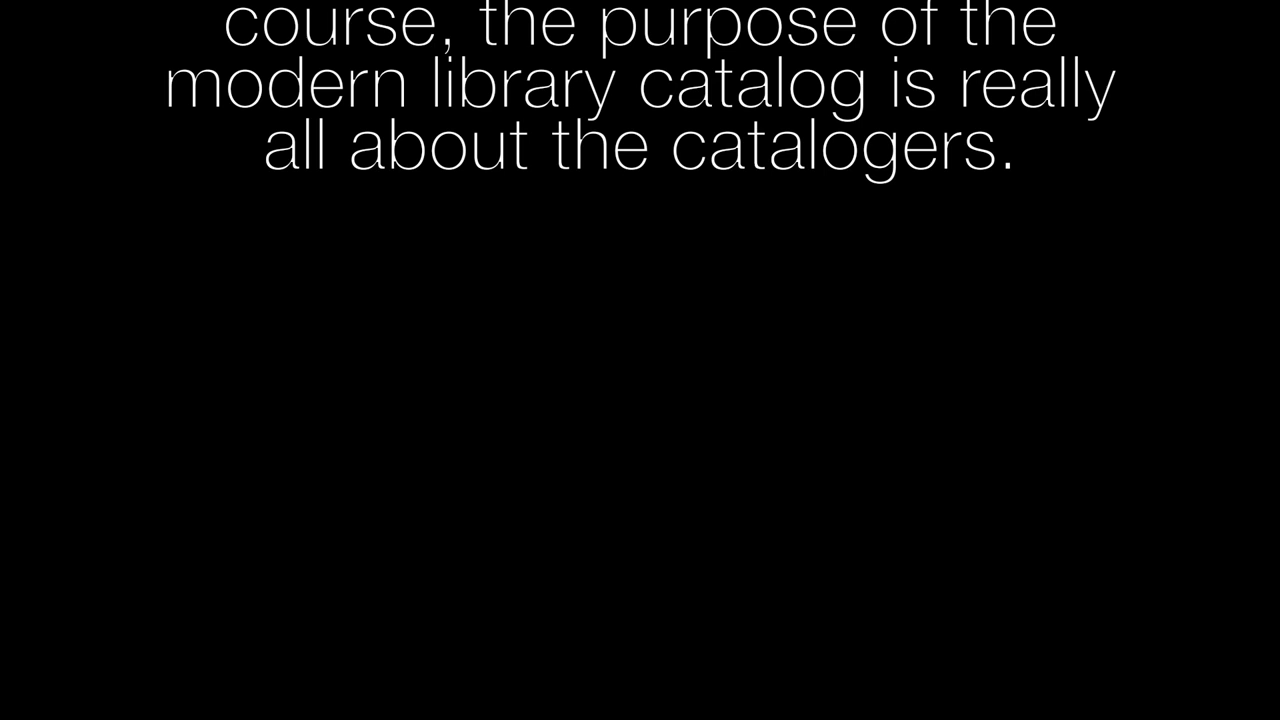 course, the purpose of the
modern library catalog is really
all about the catalogers.